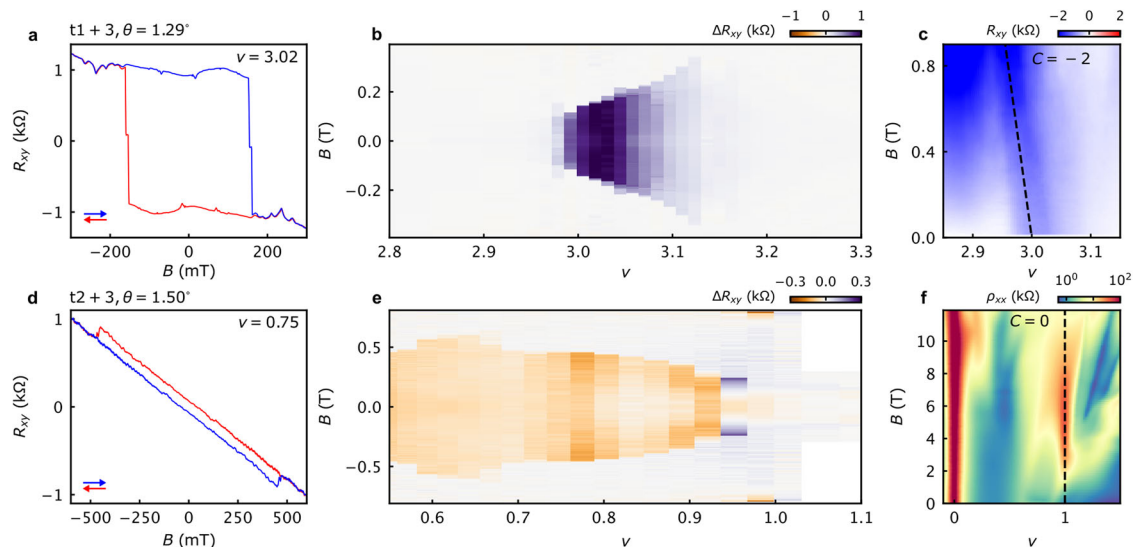 a t1 + 3, θ = 1.29°
ν = 3.02
1
0
−1
R_xy (kΩ)
−200 0 200
B (mT)
b
ΔR_xy (kΩ)
−1 0 1
0.2
0.0
−0.2
B (T)
2.8 2.9 3.0 3.1 3.2 3.3
ν
c
R_xy (kΩ)
−2 0 2
C = −2
0.8
0.4
0.0
B (T)
2.9 3.0 3.1
ν
d t2 + 3, θ = 1.50°
ν = 0.75
1
0
−1
R_xy (kΩ)
−500 −250 0 250 500
B (mT)
e
ΔR_xy (kΩ)
−0.3 0.0 0.3
0.5
0.0
−0.5
B (T)
0.6 0.7 0.8 0.9 1.0 1.1
ν
f
ρ_xx (kΩ)
10⁰ 10²
C = 0
10
8
6
4
2
0
B (T)
0 1
ν